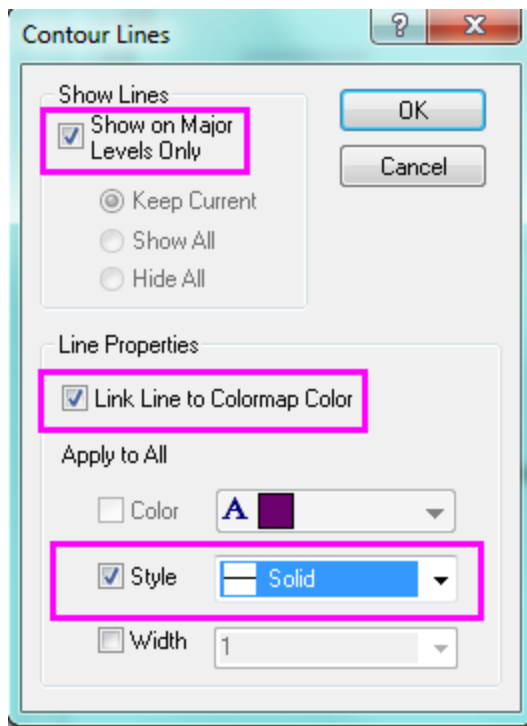 Contour Lines
Show Lines
OK
Show on Major
Levels Only
Cancel
Keep Current
Show All
Hide All
Line Properties
Link Line to Colormap Color
Apply to All
Color
A
Style
Solid
Width
1